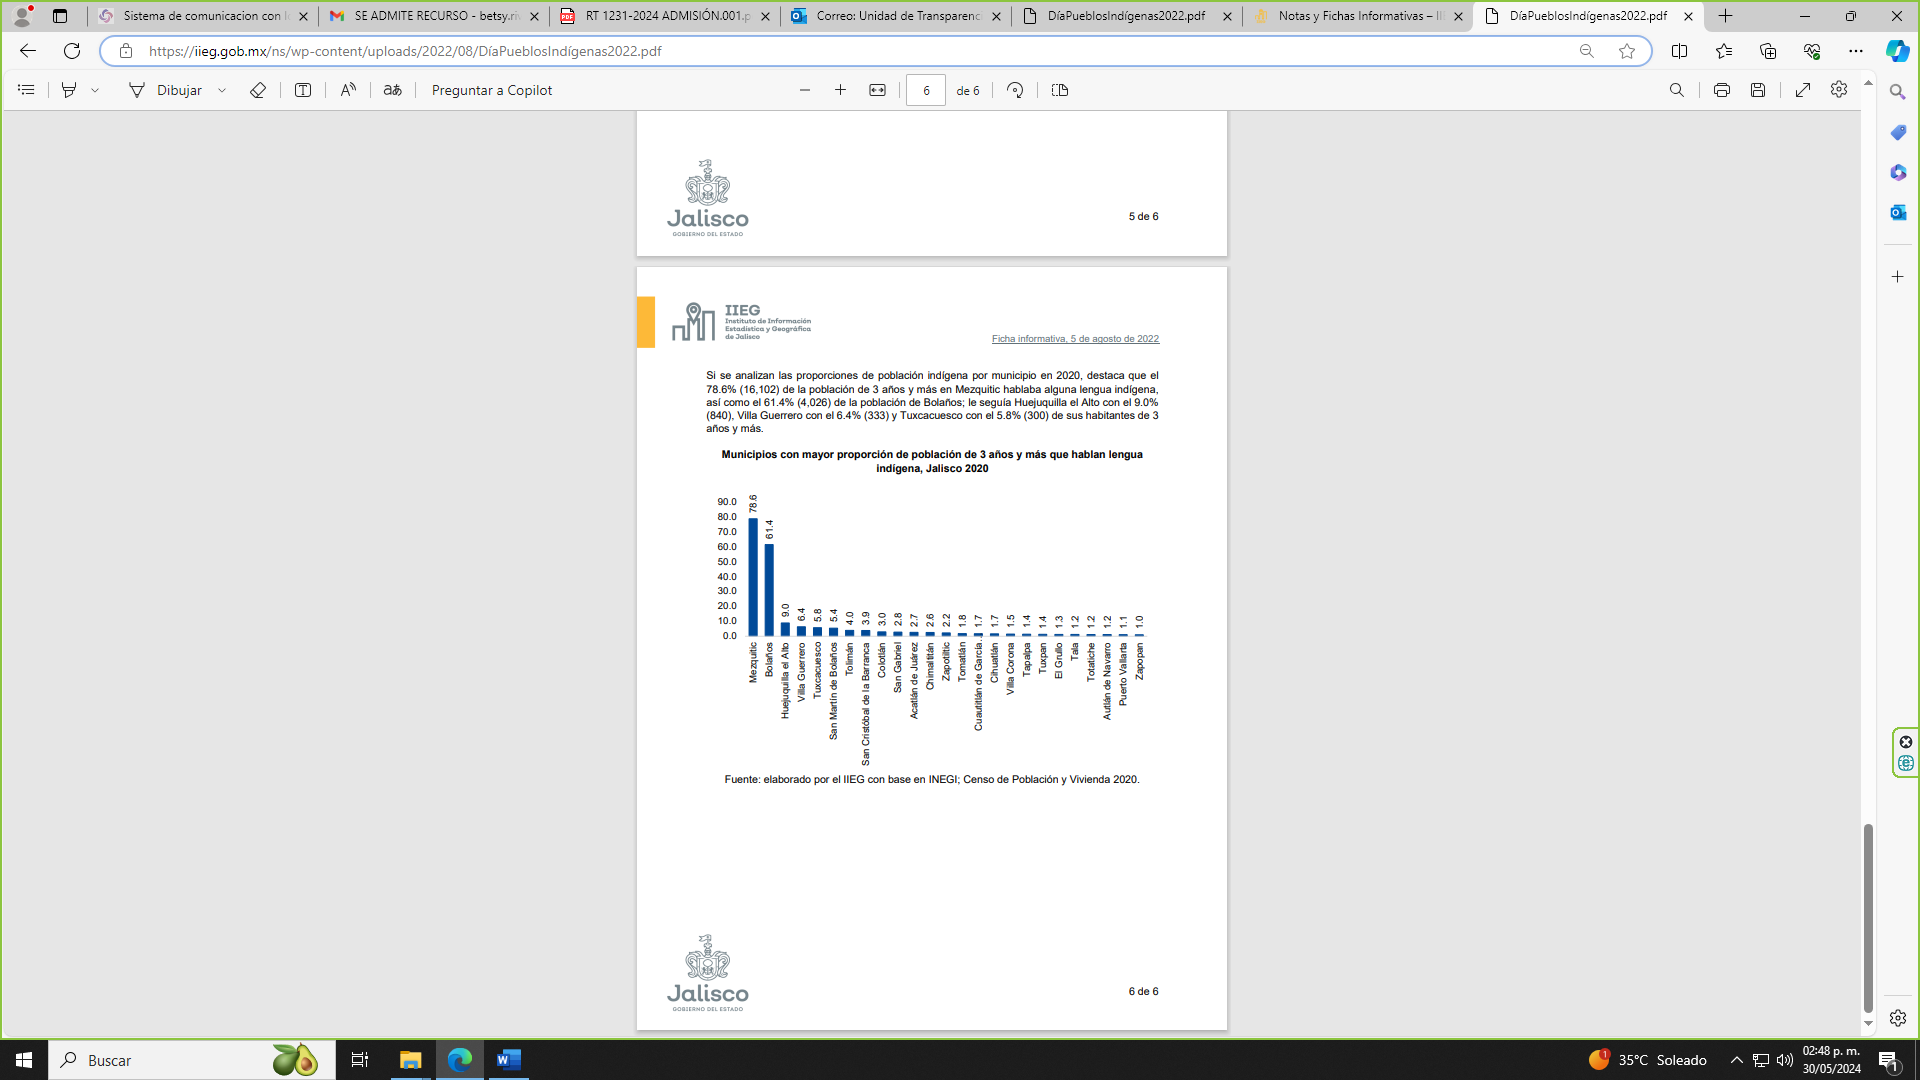 Sistema de comunicacion con l
SE ADMITE RECURSO - betsy.ri
RT 1231-2024 ADMISIÓN.001.p
Correo: Unidad de Transparenci
DíaPueblosIndígenas2022.pdf
Notas y Fichas Informativas – II
DíaPueblosIndígenas2022.pdf
https://iieg.gob.mx/ns/wp-content/uploads/2022/08/DíaPueblosIndígenas2022.pdf
Dibujar
Preguntar a Copilot
6
de 6
Jalisco
GOBIERNO DEL ESTADO
5 de 6
IIEG
Instituto de Información
Estadística y Geográfica
de Jalisco
Ficha informativa, 5 de agosto de 2022
Si se analizan las proporciones de población indígena por municipio en 2020, destaca que el
78.6% (16,102) de la población de 3 años y más en Mezquitic hablaba alguna lengua indígena,
así como el 61.4% (4,026) de la población de Bolaños; le seguía Huejuquilla el Alto con el 9.0%
(840), Villa Guerrero con el 6.4% (333) y Tuxcacuesco con el 5.8% (300) de sus habitantes de 3
años y más.
Municipios con mayor proporción de población de 3 años y más que hablan lengua
indígena, Jalisco 2020
90.0
80.0
70.0
60.0
50.0
40.0
30.0
20.0
10.0
0.0
78.6
61.4
9.0
6.4
5.8
5.4
4.0
3.9
3.0
2.8
2.7
2.6
2.2
1.8
1.7
1.7
1.5
1.4
1.4
1.3
1.2
1.2
1.2
1.1
1.0
Mezquitic
Bolaños
Huejuquilla el Alto
Villa Guerrero
Tuxcacuesco
San Martín de Bolaños
Tolimán
San Cristóbal de la Barranca
Colotlán
San Gabriel
Acatlán de Juárez
Chimaltitán
Zapotiltic
Tomatlán
Cuautitlán de García…
Cihuatlán
Villa Corona
Tapalpa
Tuxpan
El Grullo
Tala
Totatiche
Autlán de Navarro
Puerto Vallarta
Zapopan
Fuente: elaborado por el IIEG con base en INEGI; Censo de Población y Vivienda 2020.
Jalisco
GOBIERNO DEL ESTADO
6 de 6
Buscar
1
35°C Soleado
02:48 p. m.
30/05/2024
1